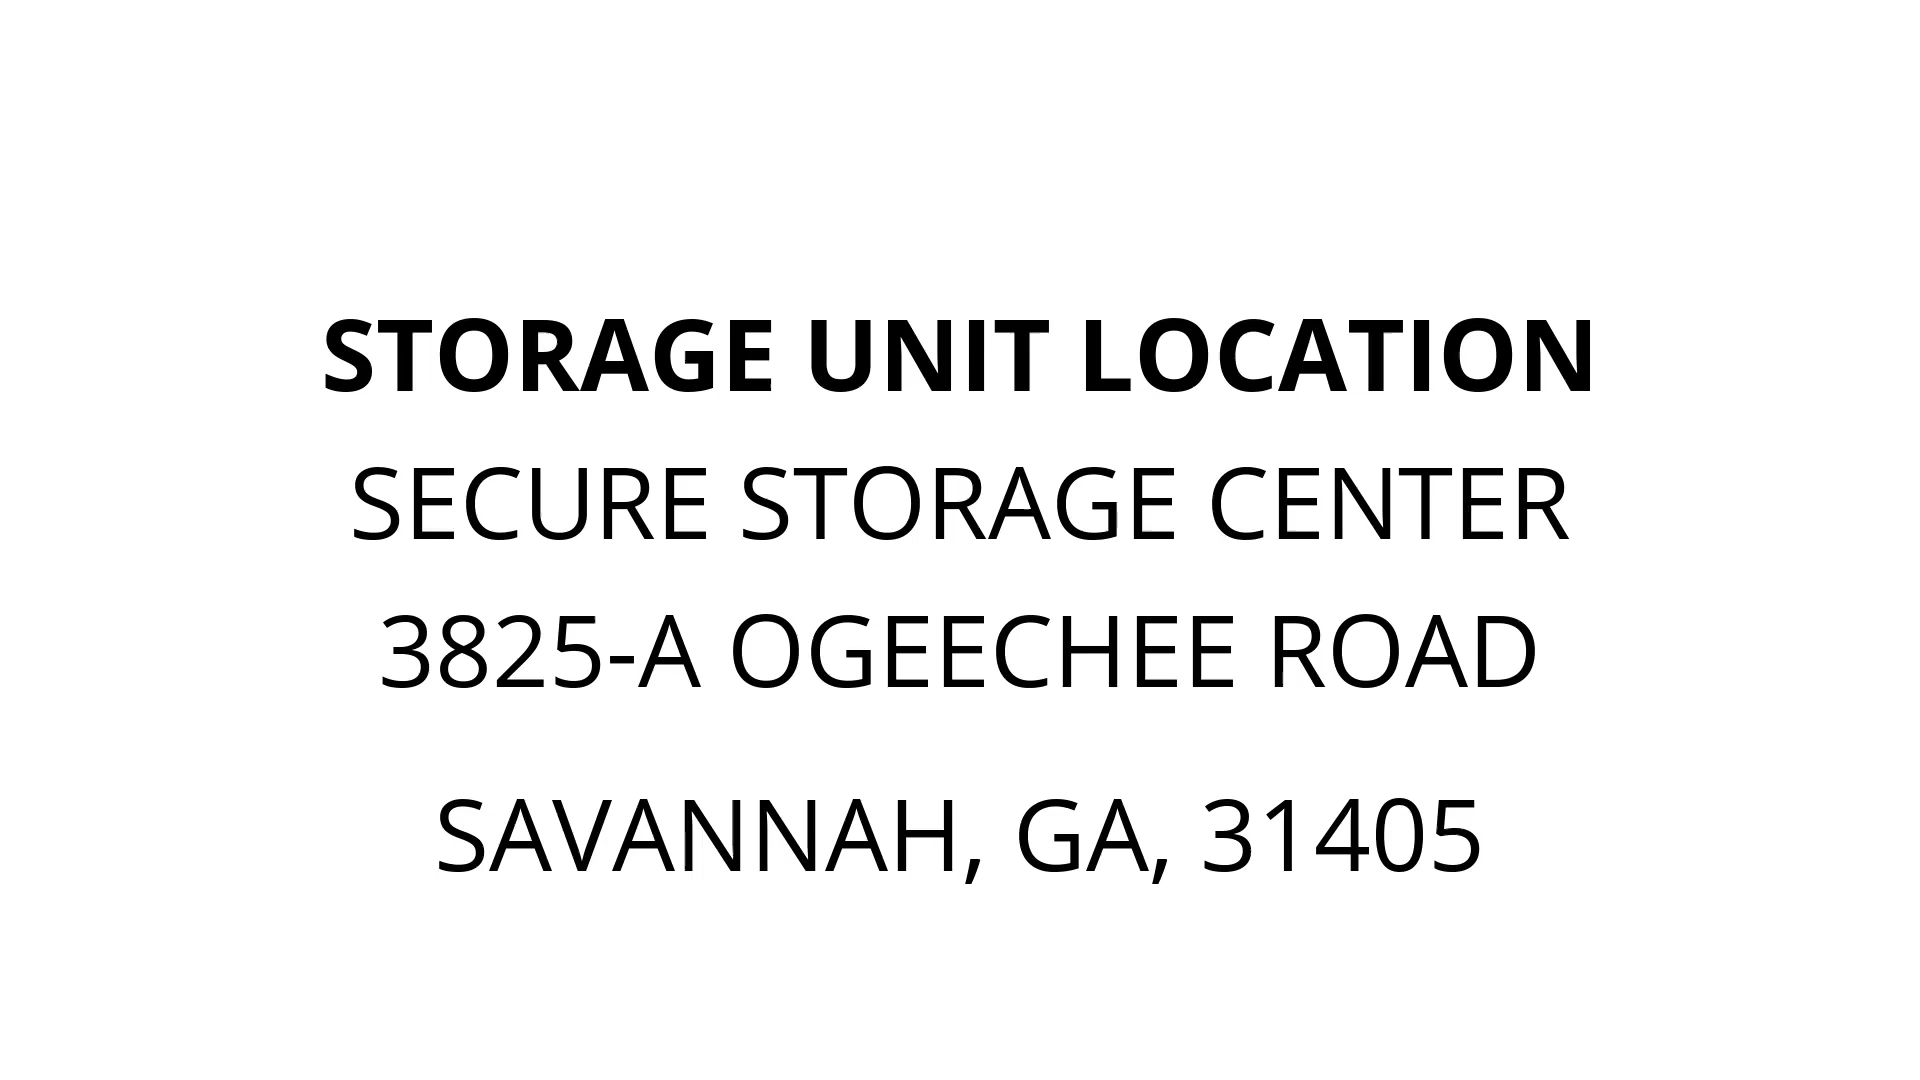 STORAGE UNIT LOCATION
SECURE STORAGE CENTER
3825-A OGEECHEE ROAD
SAVANNAH, GA, 31405